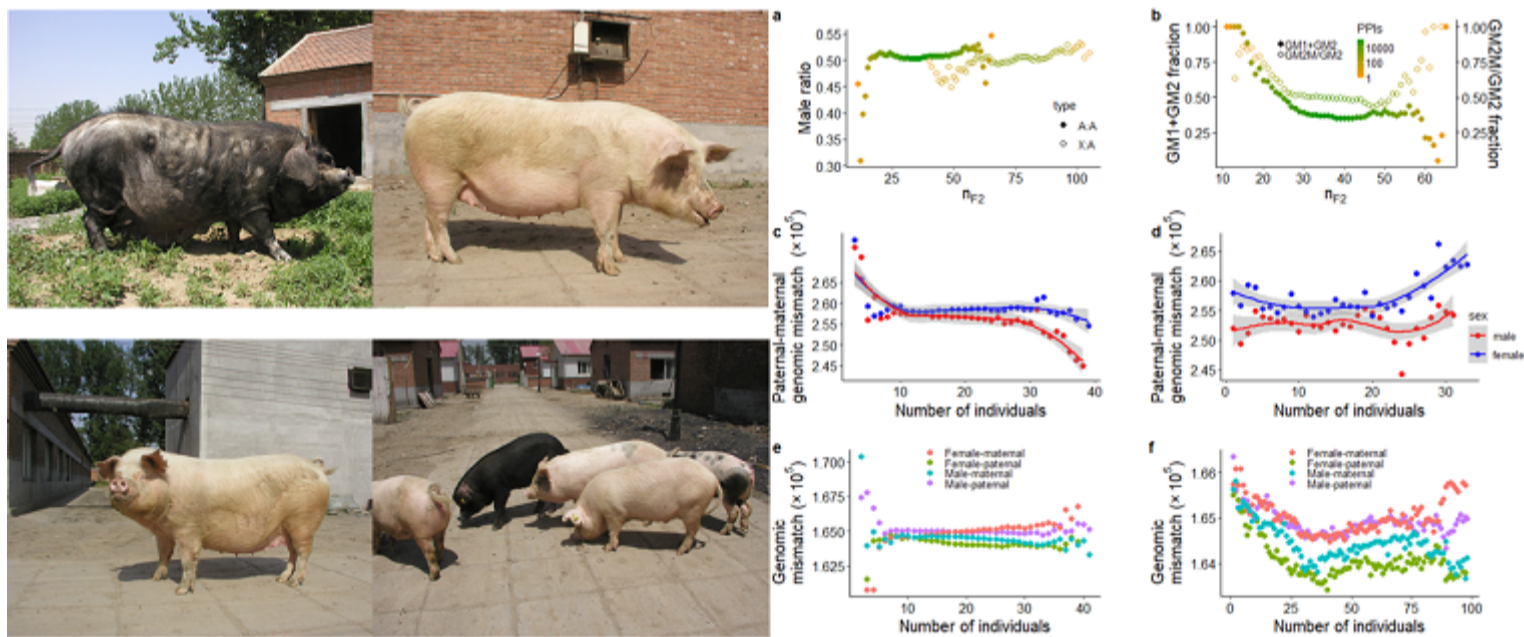 a
0.55
0.50
0.45
0.40
0.35
0.30
Male ratio
type
A:A
X:A
25
50
75
100
nF2
b
1.00
0.75
0.50
0.25
GM1+GM2 fraction
GM1+GM2
GM2M/GM2
PPIs
10000
100
1
1.00
0.75
0.50
0.25
GM2M/GM2 fraction
10
20
30
40
50
60
nF2
c
2.65
2.60
2.55
2.50
2.45
Paternal-maternal
genomic mismatch (×10⁵)
10
20
30
40
Number of individuals
d
2.65
2.60
2.55
2.50
2.45
Paternal-maternal
genomic mismatch (×10⁵)
sex
male
female
0
10
20
30
Number of individuals
e
1.700
1.675
1.650
1.625
Genomic
mismatch (×10⁵)
Female-maternal
Female-paternal
Male-maternal
Male-paternal
10
20
30
40
Number of individuals
f
1.66
1.65
1.64
Genomic
mismatch (×10⁵)
Female-maternal
Female-paternal
Male-maternal
Male-paternal
0
25
50
75
100
Number of individuals